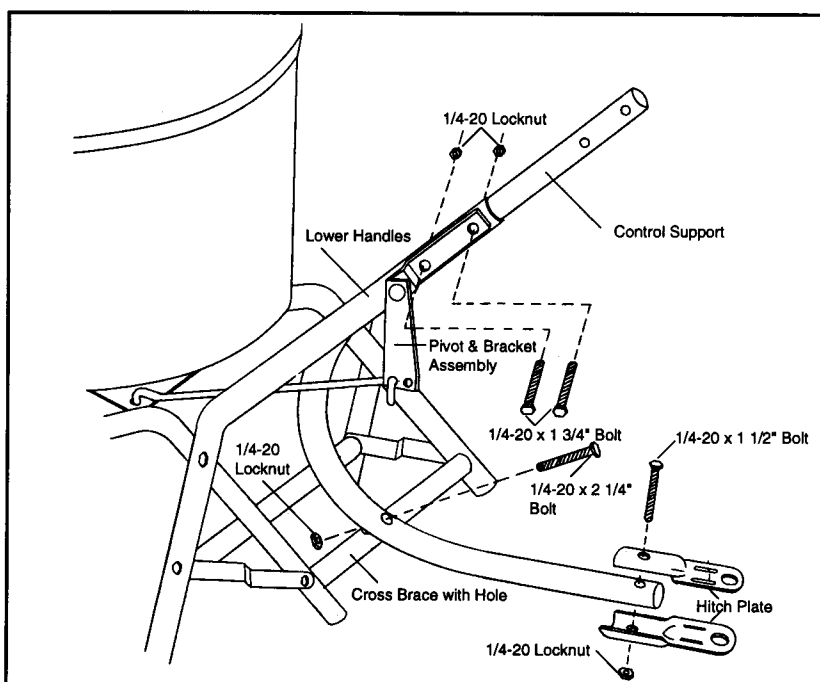 1/4-20 Locknut
Control Support
Lower Handles
Pivot & Bracket
Assembly
1/4-20 x 1 3/4" Bolt
1/4-20 x 1 1/2" Bolt
1/4-20
Locknut
1/4-20 x 2 1/4"
Bolt
Cross Brace with Hole
Hitch Plate
1/4-20 Locknut